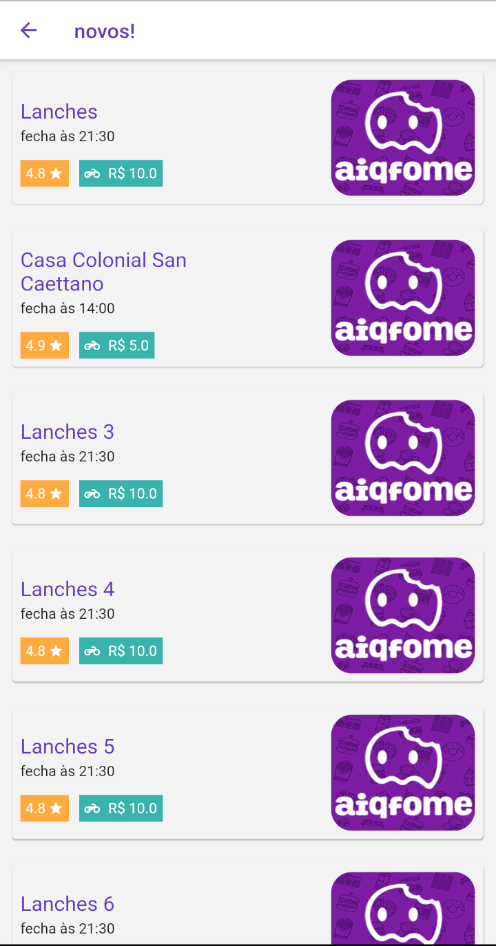 novos!
Lanches
fecha às 21:30
4.8
R$ 10.0
aiqfome
Casa Colonial San
Caettano
fecha às 14:00
4.9
R$ 5.0
aiqfome
Lanches 3
fecha às 21:30
4.8
R$ 10.0
aiqfome
Lanches 4
fecha às 21:30
4.8
R$ 10.0
aiqfome
Lanches 5
fecha às 21:30
4.8
R$ 10.0
aiqfome
Lanches 6
fecha às 21:30